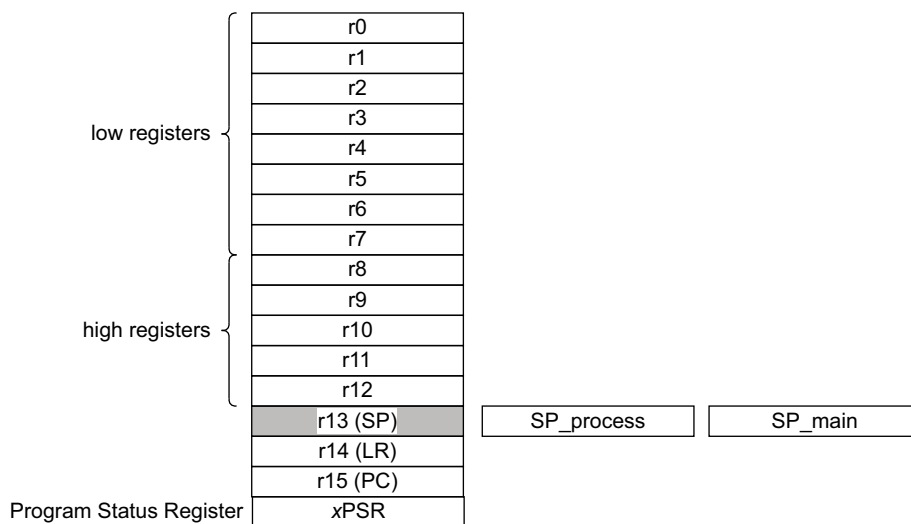 r0
r1
r2
r3
low registers
r4
r5
r6
r7
r8
r9
high registers
r10
r11
r12
r13 (SP)
SP_process
SP_main
r14 (LR)
r15 (PC)
Program Status Register
xPSR